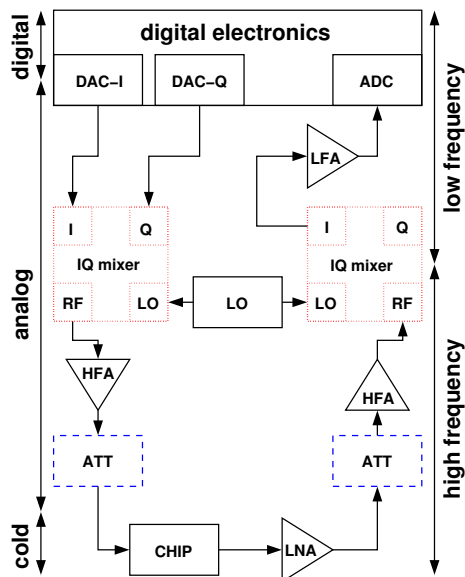 digital electronics
digital
DAC–I
DAC–Q
ADC
LFA
low frequency
I
Q
IQ mixer
RF
LO
LO
I
Q
IQ mixer
LO
RF
analog
HFA
HFA
high frequency
ATT
ATT
cold
CHIP
LNA